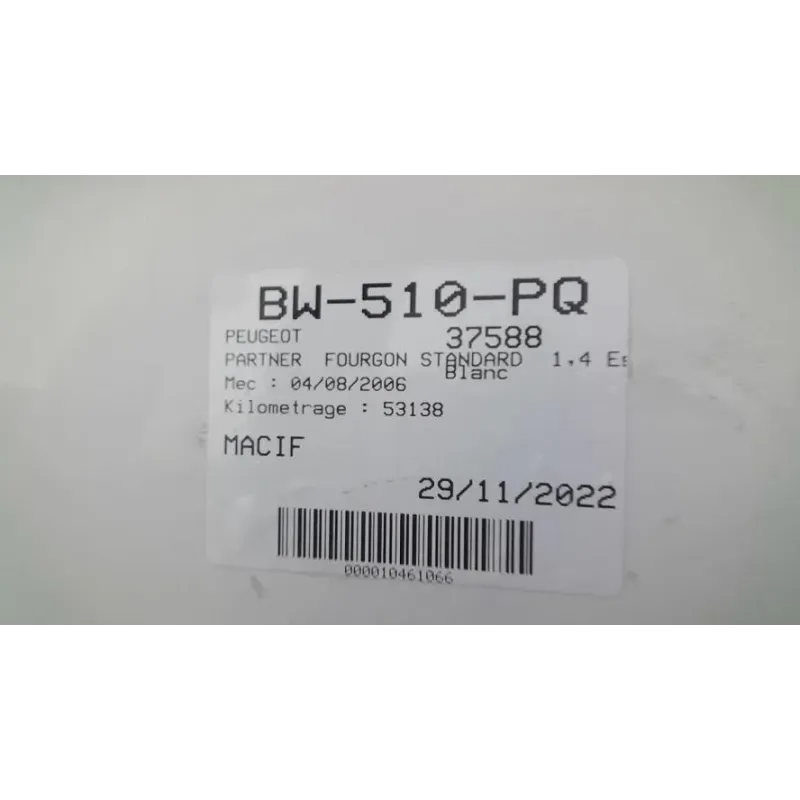 BW-510-PQ
PEUGEOT 37588
PARTNER FOURGON STANDARD 1.4 Es
Blanc
Mec : 04/08/2006
Kilometrage : 53138
MACIF
29/11/2022
000010461066